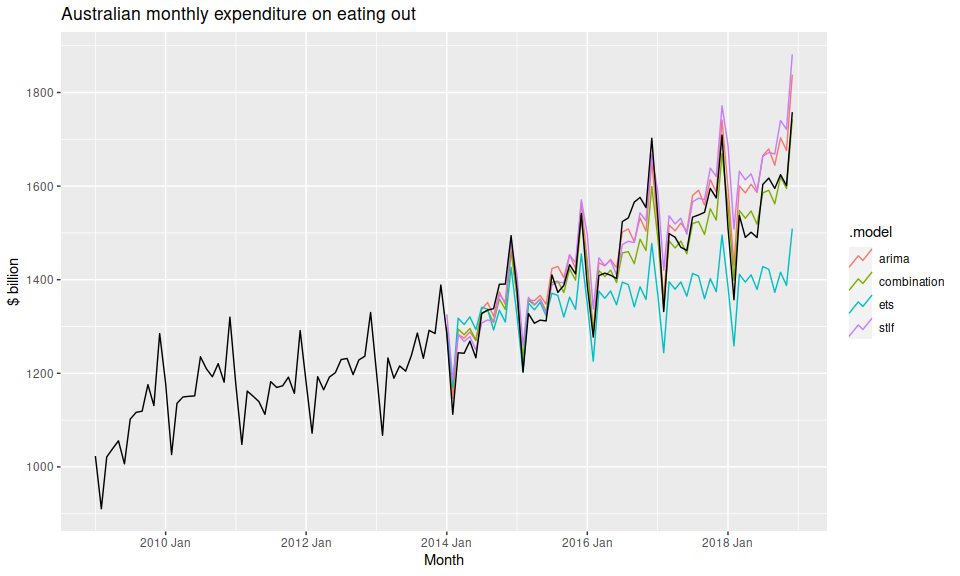 Australian monthly expenditure on eating out
1800
1600
1400
1200
1000
$ billion
2010 Jan
2012 Jan
2014 Jan
2016 Jan
2018 Jan
Month
.model
arima
combination
ets
stlf